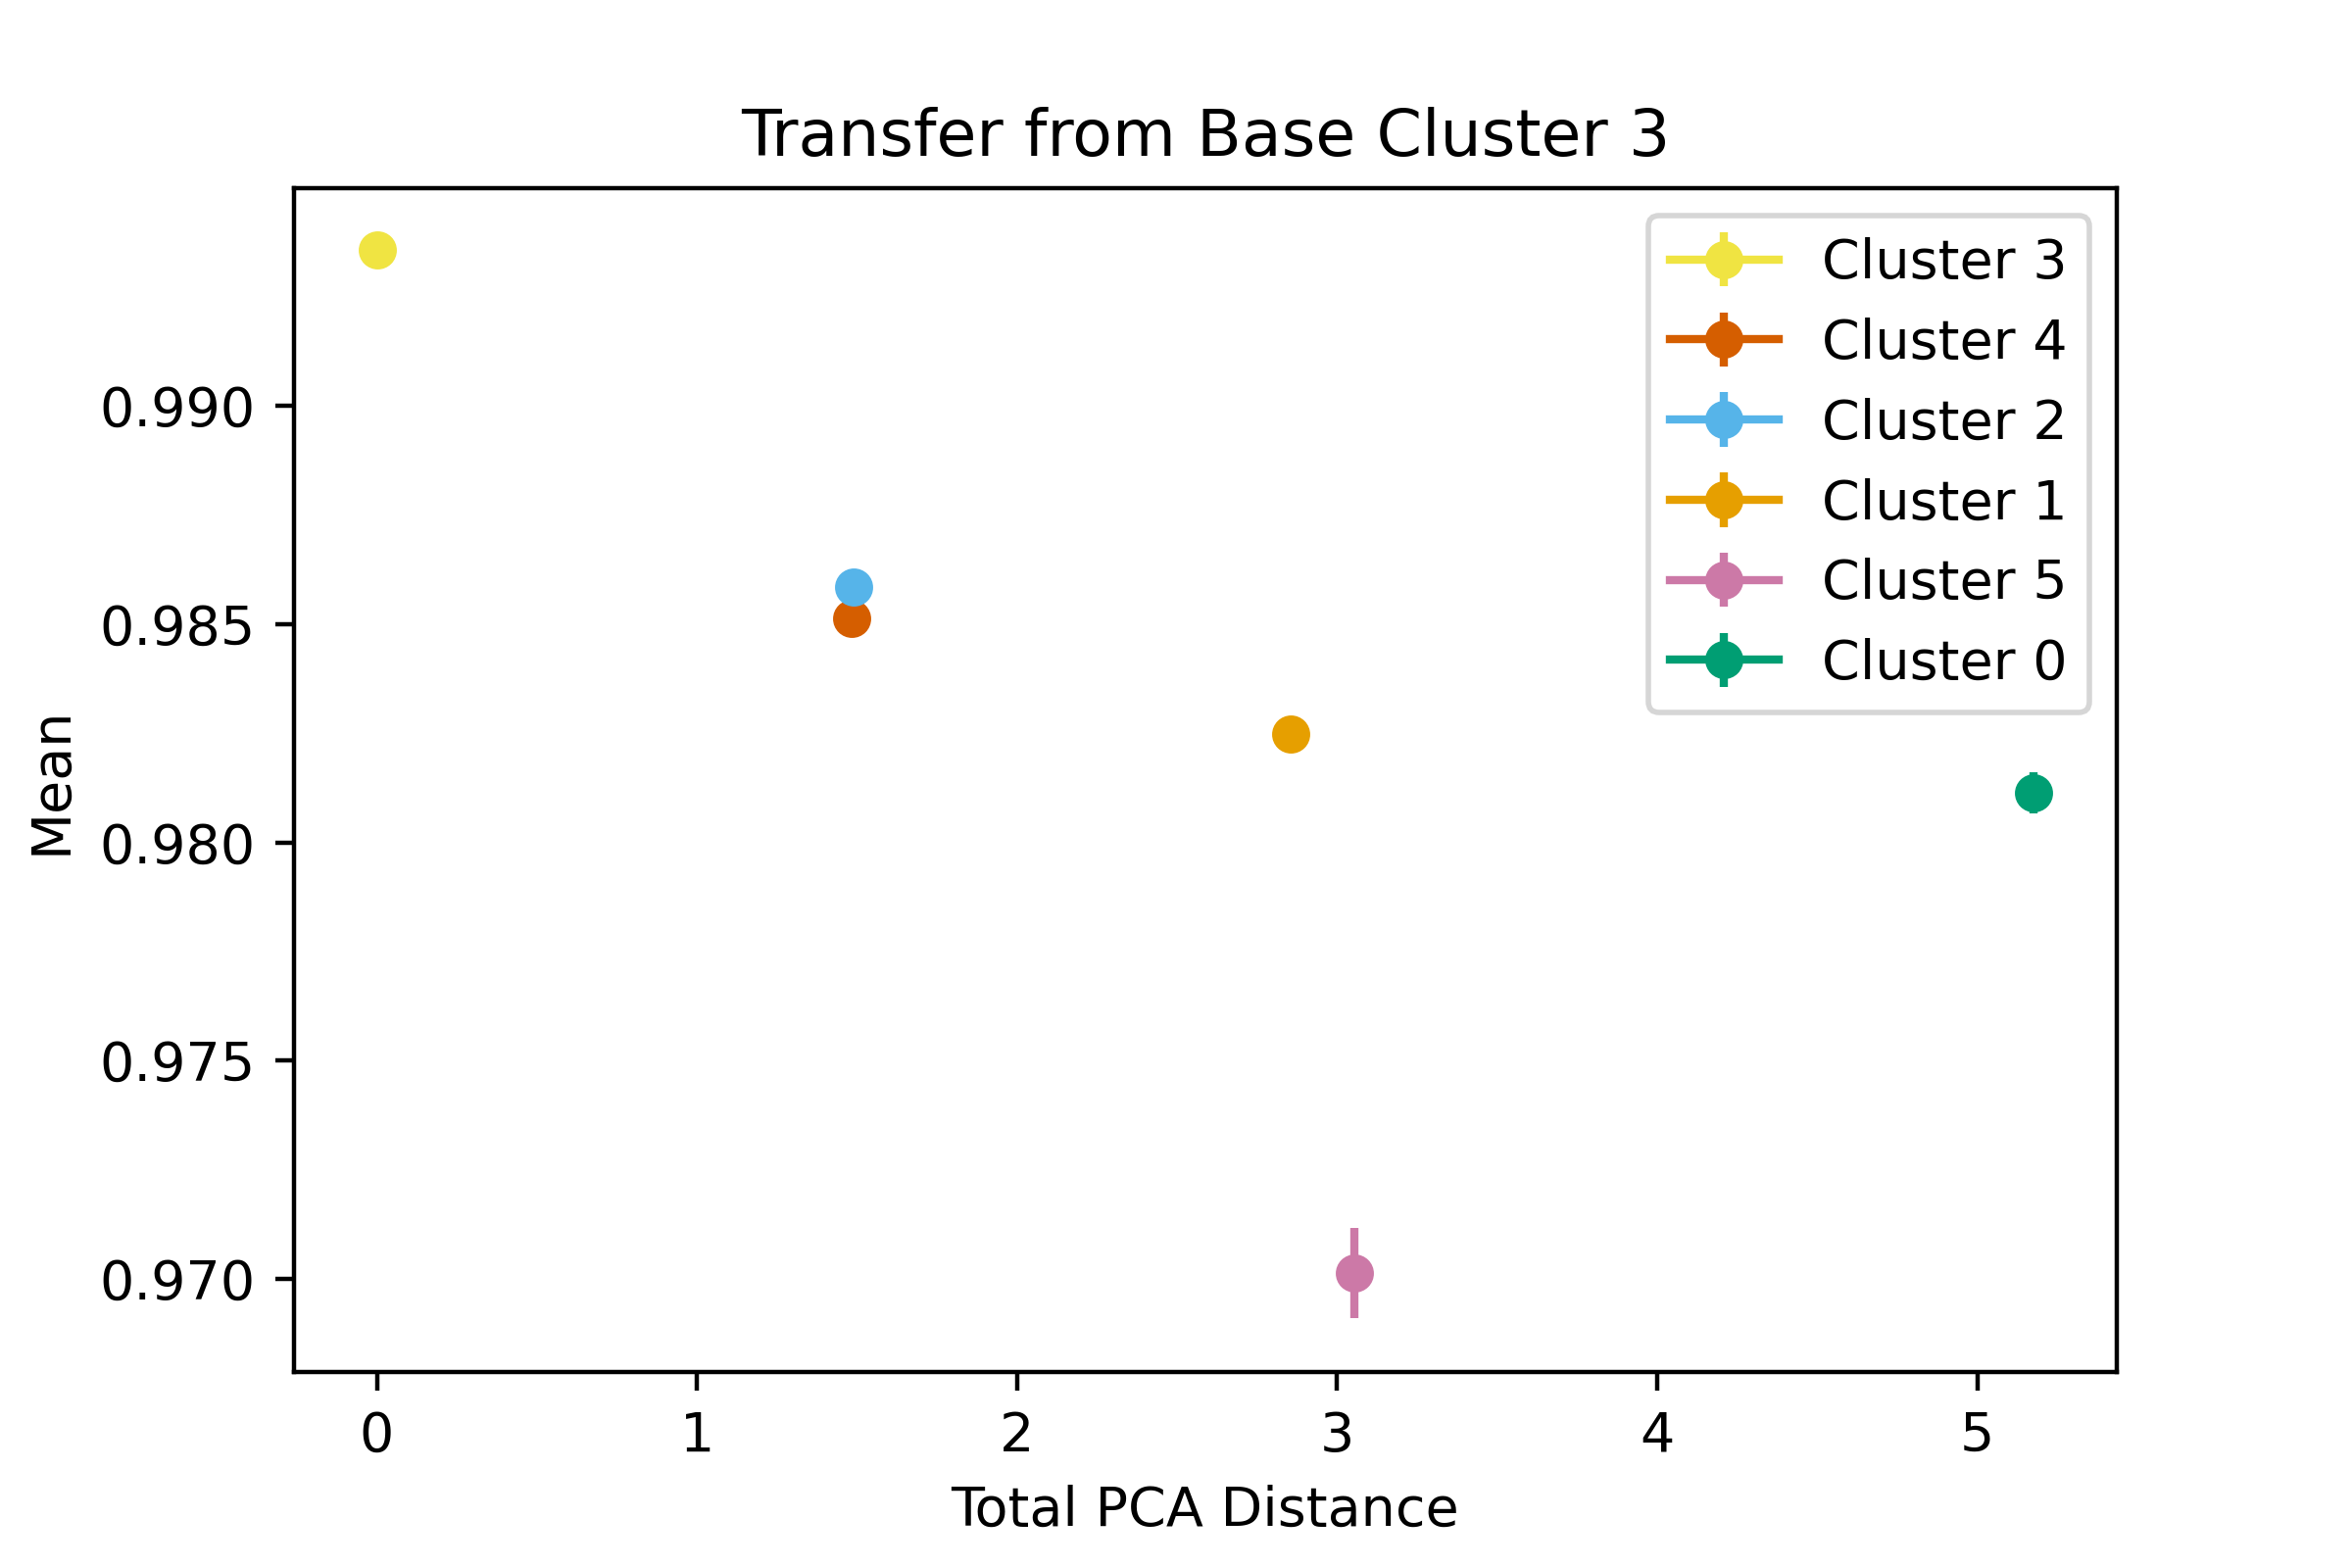 Transfer from Base Cluster 3
Cluster 3
Cluster 4
Cluster 2
Cluster 1
Cluster 5
Cluster 0
Mean
0.990
0.985
0.980
0.975
0.970
0 1 2 3 4 5
Total PCA Distance